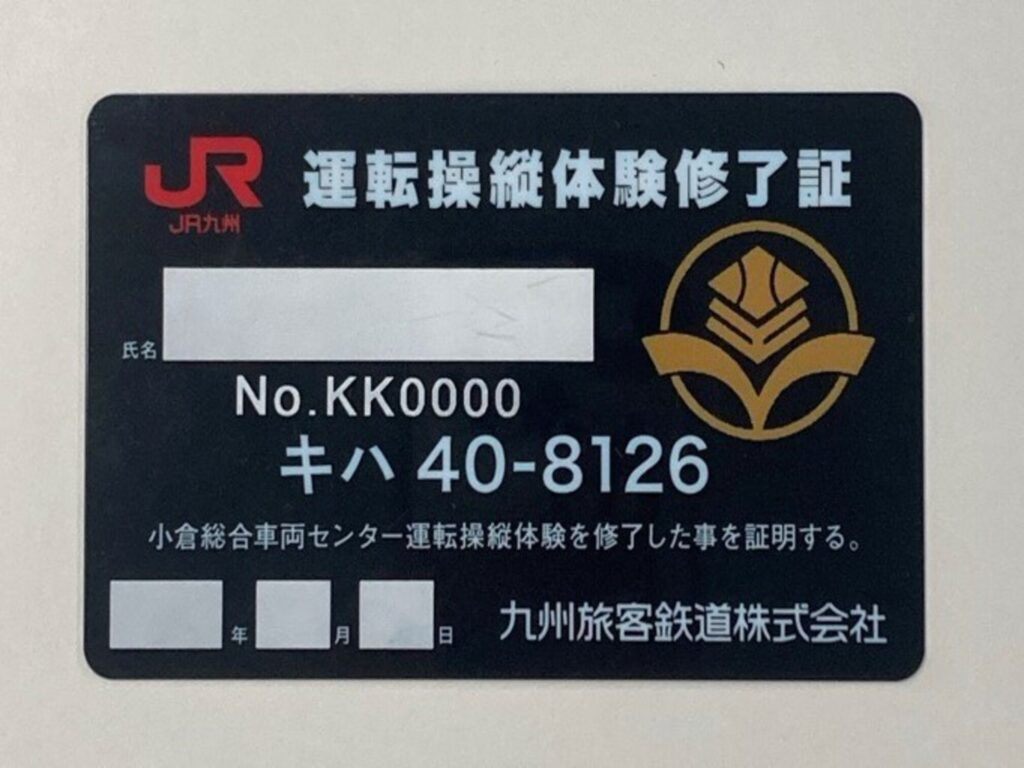 JR 運転操縦体験修了証
JR九州
氏名
No.KK0000
キハ 40-8126
小倉総合車両センター運転操縦体験を修了した事を証明する。
年 月 日 九州旅客鉄道株式会社